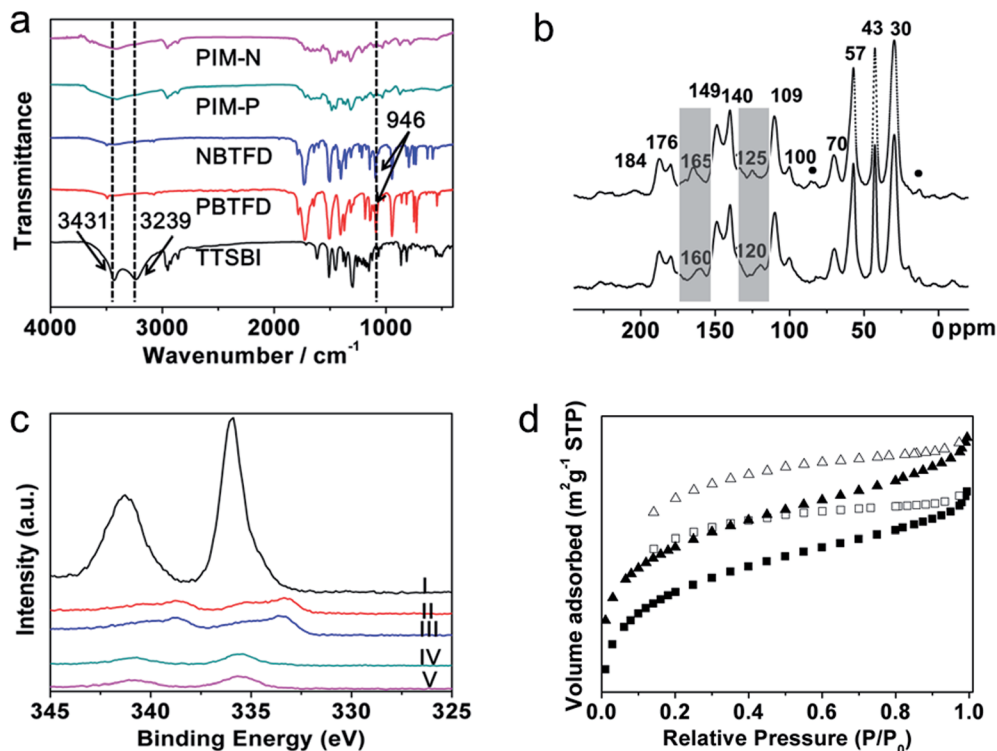 a
PIM-N
PIM-P
NBTFD
946
PBTFD
3431
3239
TTSBI
Transmittance
4000 3000 2000 1000
Wavenumber / cm⁻¹
b
57 43 30
149 140 109
184 176 165 125 100 70
160 120
200 150 100 50 0 ppm
c
Intensity (a.u.)
I
II
III
IV
V
345 340 335 330 325
Binding Energy (eV)
d
Volume adsorbed (m²g⁻¹ STP)
0.0 0.2 0.4 0.6 0.8 1.0
Relative Pressure (P/P₀)